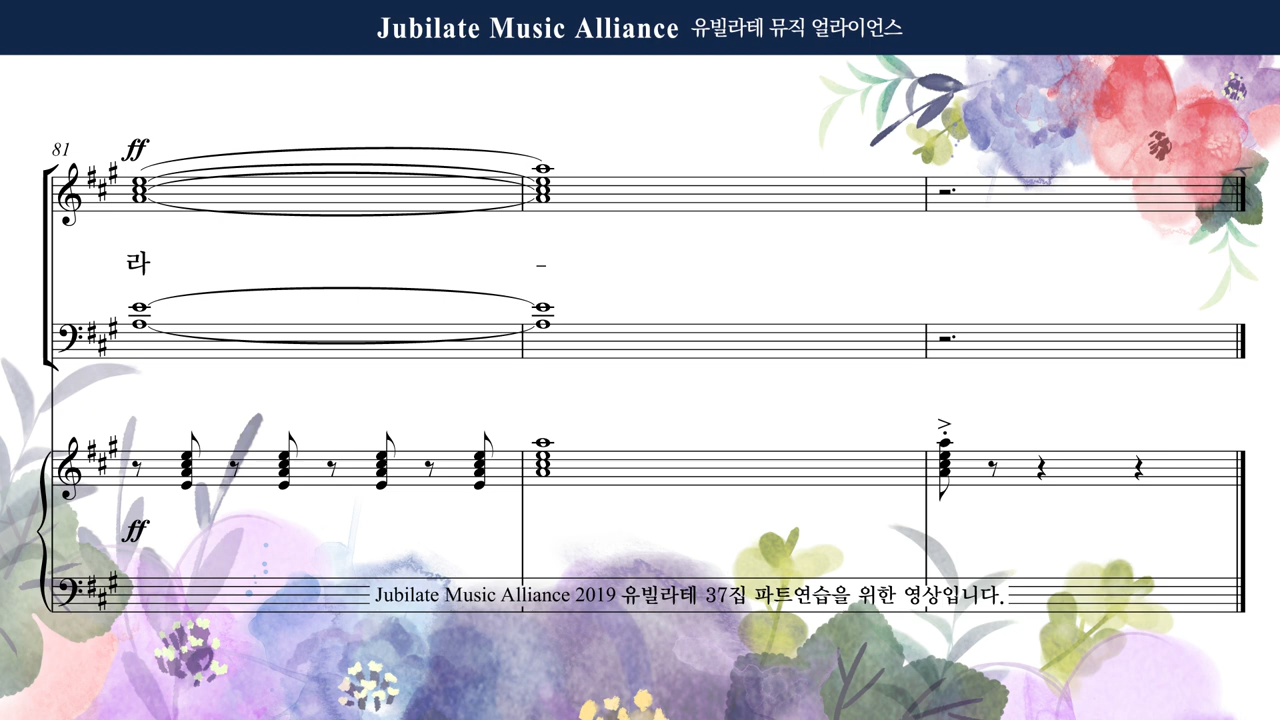 Jubilate Music Alliance 유빌라테 뮤직 얼라이언스
81
ff
라 –
ff
Jubilate Music Alliance 2019 유빌라테 37집 파트연습을 위한 영상입니다.